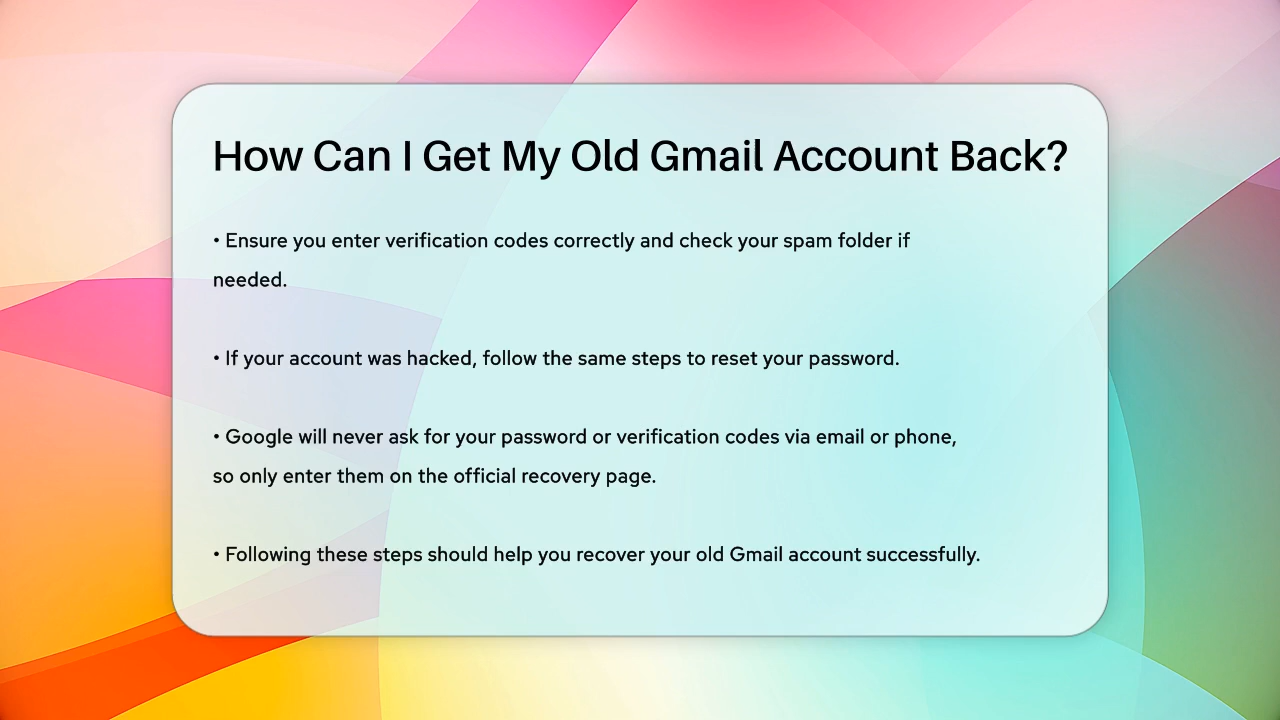 How Can I Get My Old Gmail Account Back?
• Ensure you enter verification codes correctly and check your spam folder if
needed.
• If your account was hacked, follow the same steps to reset your password.
• Google will never ask for your password or verification codes via email or phone,
so only enter them on the official recovery page.
• Following these steps should help you recover your old Gmail account successfully.